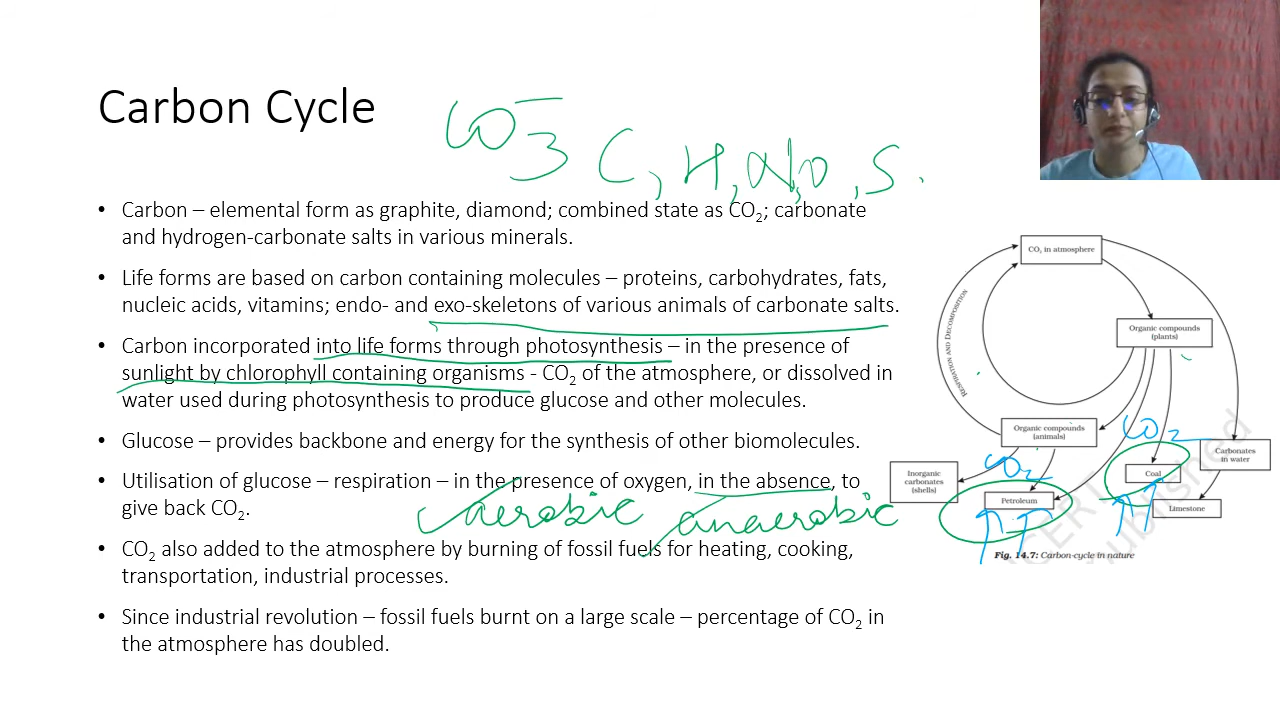 Carbon Cycle
CO3-
C, H, N, O, S.
• Carbon – elemental form as graphite, diamond; combined state as CO2; carbonate
and hydrogen-carbonate salts in various minerals.
• Life forms are based on carbon containing molecules – proteins, carbohydrates, fats,
nucleic acids, vitamins; endo- and exo-skeletons of various animals of carbonate salts.
• Carbon incorporated into life forms through photosynthesis – in the presence of
sunlight by chlorophyll containing organisms - CO2 of the atmosphere, or dissolved in
water used during photosynthesis to produce glucose and other molecules.
• Glucose – provides backbone and energy for the synthesis of other biomolecules.
• Utilisation of glucose – respiration – in the presence of oxygen, in the absence, to
give back CO2.
aerobic anaerobic
• CO2 also added to the atmosphere by burning of fossil fuels for heating, cooking,
transportation, industrial processes.
• Since industrial revolution – fossil fuels burnt on a large scale – percentage of CO2 in
the atmosphere has doubled.
CO2 in atmosphere
Organic compounds
(plants)
RESPIRATION AND DECOMPOSITION
Organic compounds
(animals)
CO2
Carbonates
in water
Inorganic
carbonates
(shells)
CO2
Coal
Petroleum
Limestone
Fig. 14.7: Carbon-cycle in nature